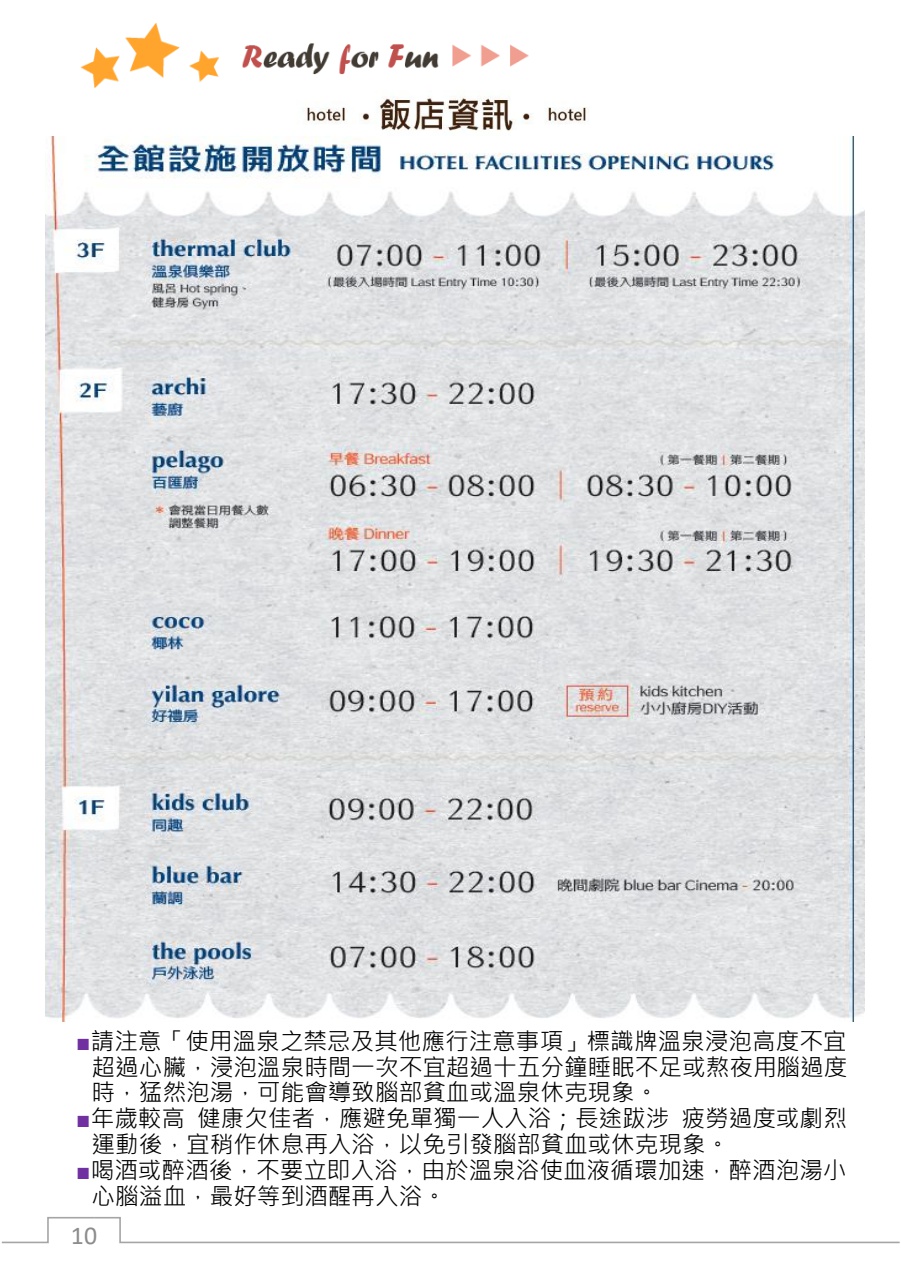 Ready for Fun
hotel ·飯店資訊· hotel
全館設施開放時間 HOTEL FACILITIES OPENING HOURS
3F thermal club 07:00 - 11:00 | 15:00 - 23:00
溫泉俱樂部 (最後入場時間 Last Entry Time 10:30) (最後入場時間 Last Entry Time 22:30)
風呂 Hot spring、
健身房 Gym
2F archi 17:30 - 22:00
藝廚
pelago 早餐 Breakfast (第一餐期 | 第二餐期)
百匯廚 06:30 - 08:00 | 08:30 - 10:00
* 會視當日用餐人數
調整餐期
晚餐 Dinner (第一餐期 | 第二餐期)
17:00 - 19:00 | 19:30 - 21:30
coco 11:00 - 17:00
椰林
yilan galore 09:00 - 17:00 預約 kids kitchen
好禮房 reserve 小小廚房DIY活動
1F kids club 09:00 - 22:00
同趣
blue bar 14:30 - 22:00 晚間劇院 blue bar Cinema - 20:00
蘭調
the pools 07:00 - 18:00
戶外泳池
■請注意「使用溫泉之禁忌及其他應行注意事項」標識牌溫泉浸泡高度不宜
超過心臟，浸泡溫泉時間一次不宜超過十五分鐘睡眠不足或熬夜用腦過度
時，猛然泡湯，可能會導致腦部貧血或溫泉休克現象。
■年歲較高 健康欠佳者，應避免單獨一人入浴；長途跋涉 疲勞過度或劇烈
運動後，宜稍作休息再入浴，以免引發腦部貧血或休克現象。
■喝酒或醉酒後，不要立即入浴，由於溫泉浴使血液循環加速，醉酒泡湯小
心腦溢血，最好等到酒醒再入浴。
10